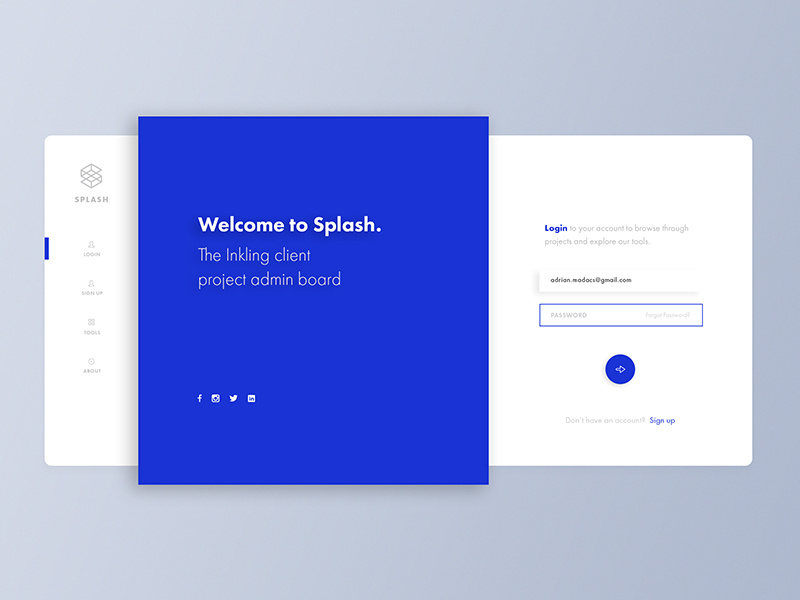 SPLASH
LOGIN
SIGN UP
TOOLS
ABOUT
Welcome to Splash.
The Inkling client
project admin board
Login to your account to browse through
projects and explore our tools.
adrian.madacs@gmail.com
PASSWORD Forgot Password?
Don't have an account? Sign up